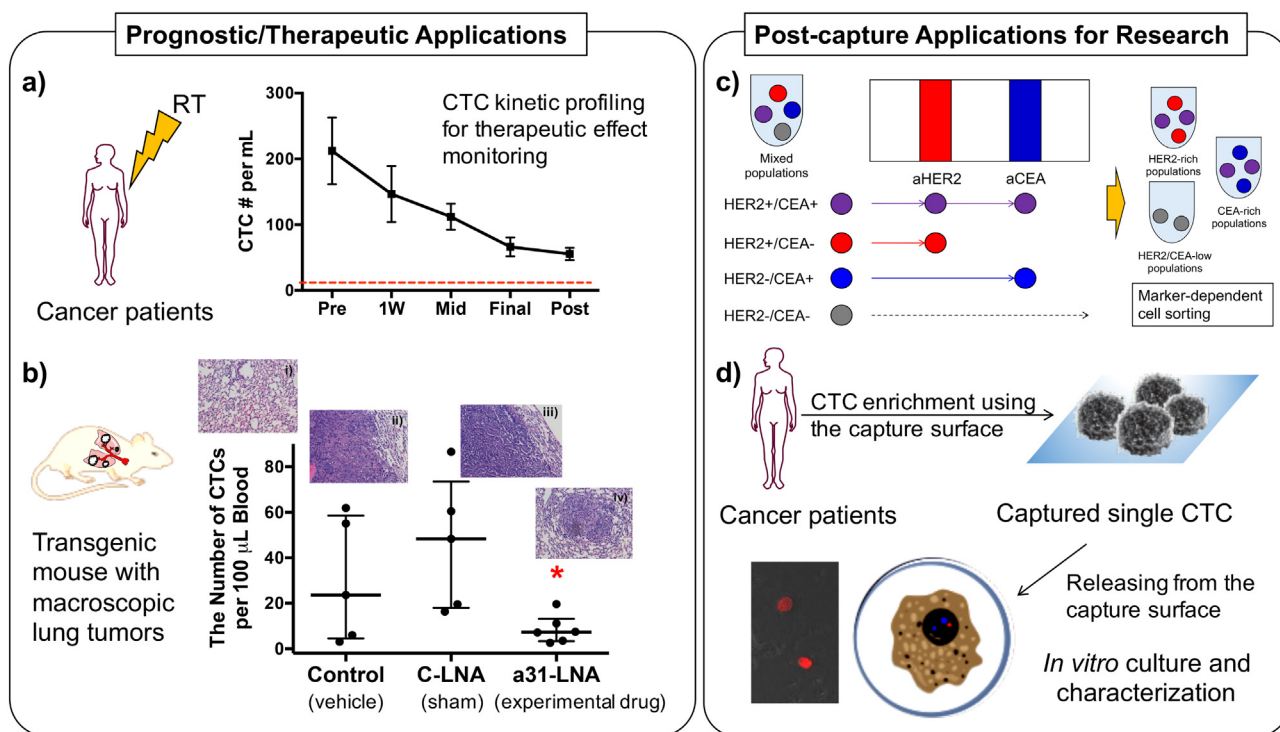 Prognostic/Therapeutic Applications
a)
RT
Cancer patients
CTC # per mL
300
200
100
50
0
CTC kinetic profiling
for therapeutic effect
monitoring
Pre 1W Mid Final Post
b)
Transgenic
mouse with
macroscopic
lung tumors
i)
ii)
iii)
iv)
The Number of CTCs
per 100 µL Blood
80
60
40
20
0
*
Control
(vehicle)
C-LNA
(sham)
a31-LNA
(experimental drug)
Post-capture Applications for Research
c)
Mixed
populations
aHER2 aCEA
HER2+/CEA+
HER2+/CEA-
HER2-/CEA+
HER2-/CEA-
HER2-rich
populations
CEA-rich
populations
HER2/CEA-low
populations
Marker-dependent
cell sorting
d)
CTC enrichment using
the capture surface
Cancer patients
Captured single CTC
Releasing from the
capture surface
In vitro culture and
characterization